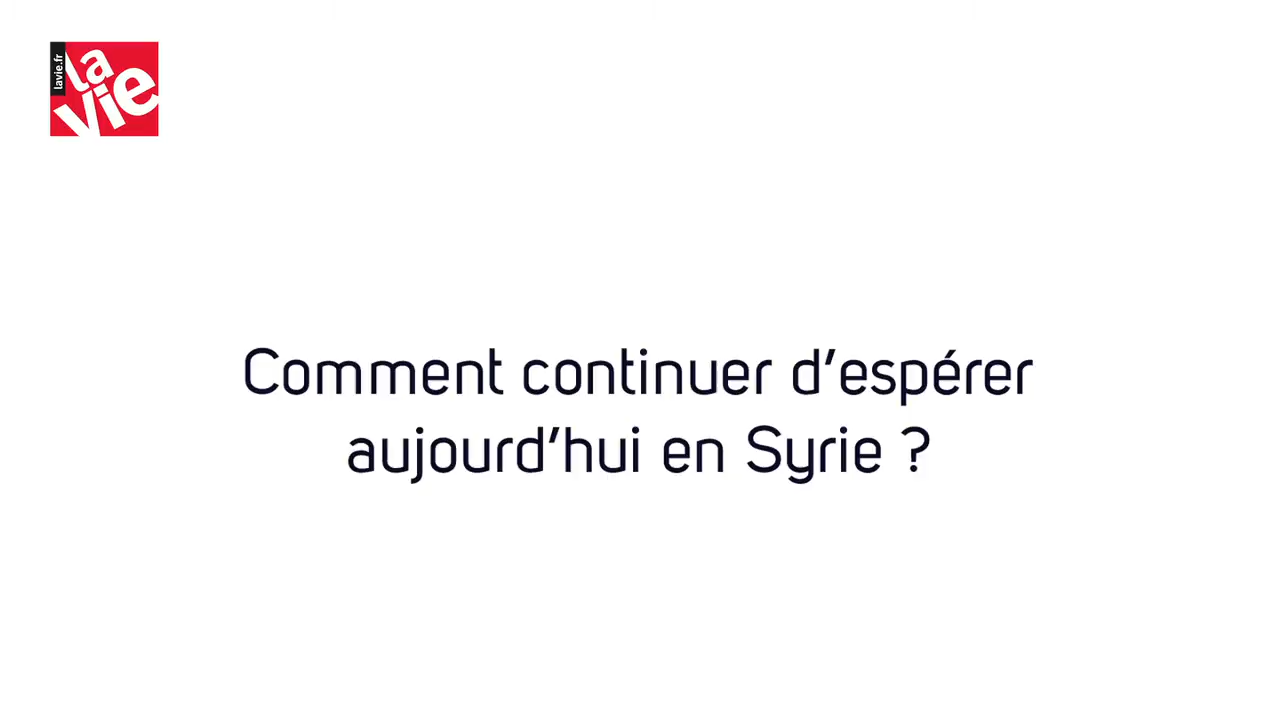 lavie.fr
la
vie
Comment continuer d'espérer
aujourd'hui en Syrie ?